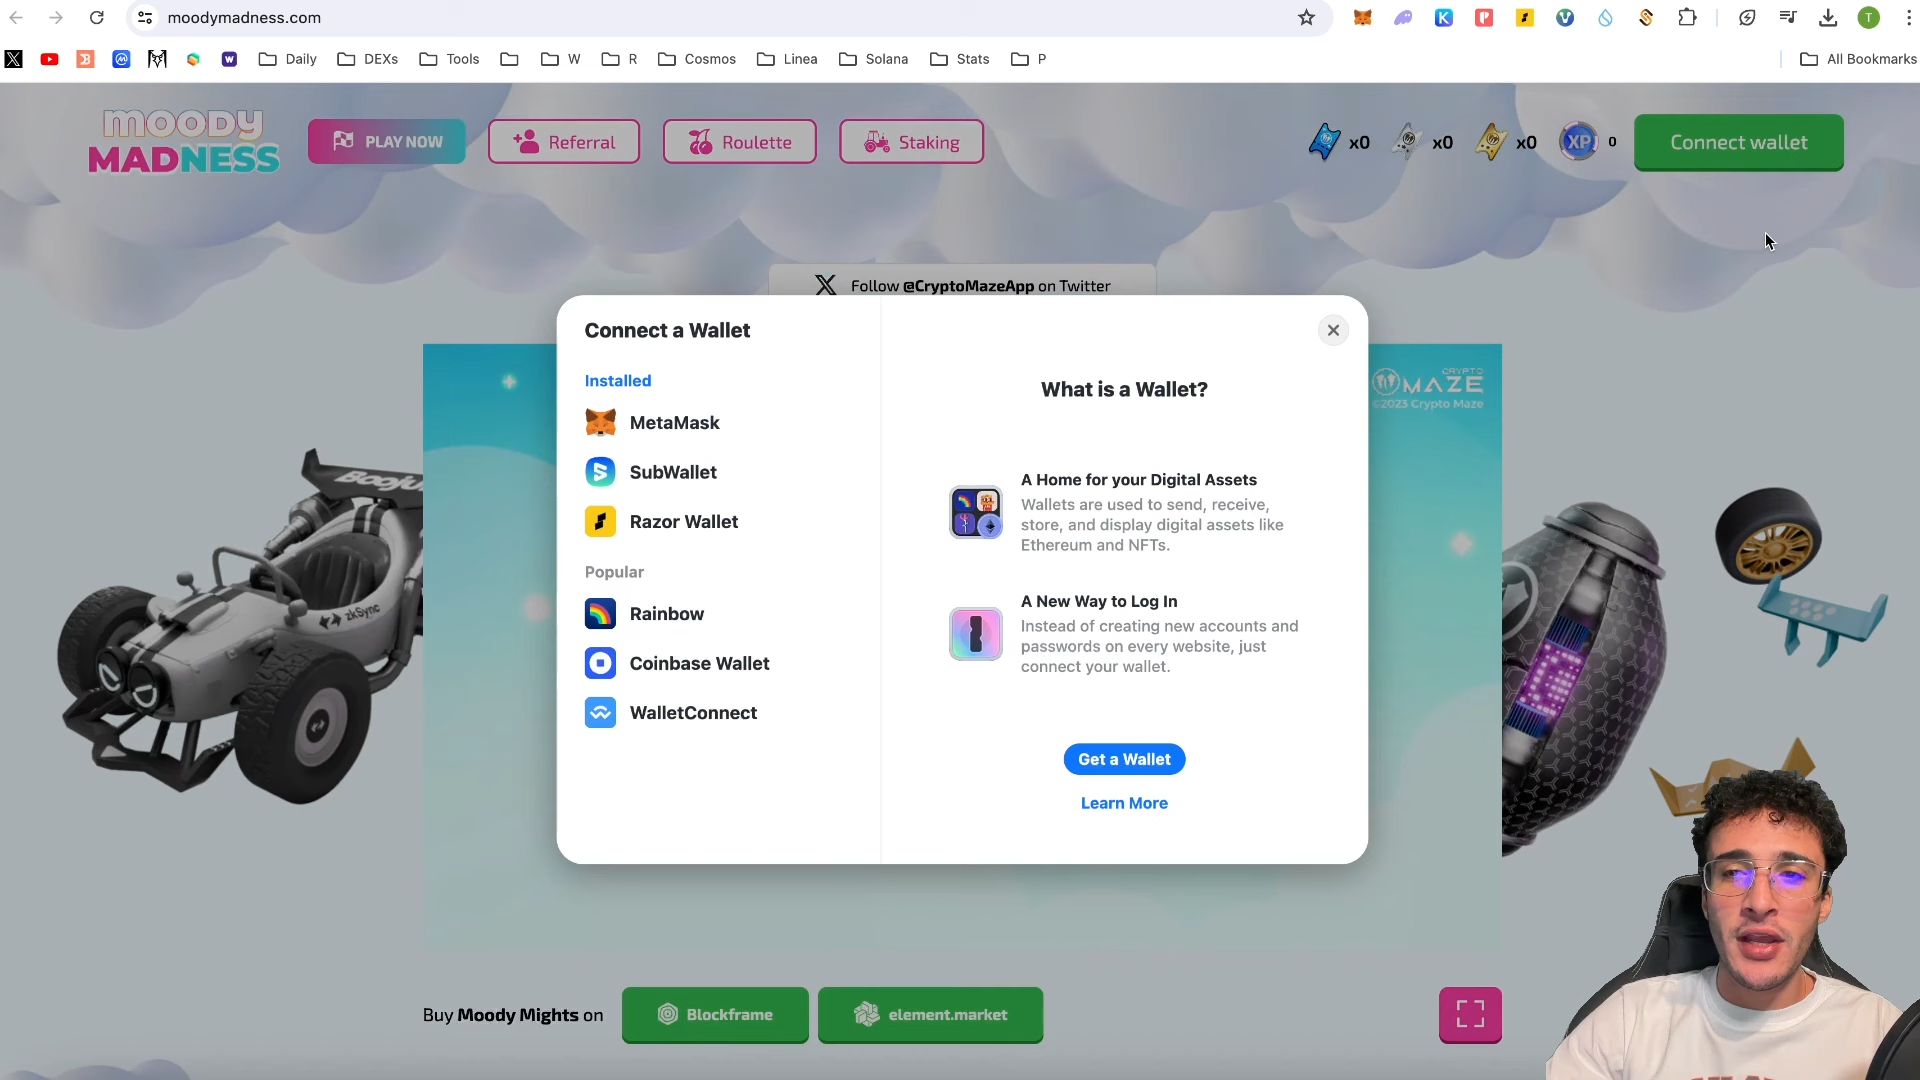 moodymadness.com
T
Daily
DEXs
Tools
W
R
Cosmos
Linea
Solana
Stats
P
All Bookmarks
MOODY
MADNESS
PLAY NOW
Referral
Roulette
Staking
x0
x0
x0
XP
0
Connect wallet
Follow @CryptoMazeApp on Twitter
Connect a Wallet
What is a Wallet?
Installed
MetaMask
SubWallet
Razor Wallet
Popular
Rainbow
Coinbase Wallet
WalletConnect
A Home for your Digital Assets
Wallets are used to send, receive,
store, and display digital assets like
Ethereum and NFTs.
A New Way to Log In
Instead of creating new accounts and
passwords on every website, just
connect your wallet.
Get a Wallet
Learn More
CRYPTO
MAZE
©2023 Crypto Maze
zkSync
Buy Moody Mights on
Blockframe
element.market